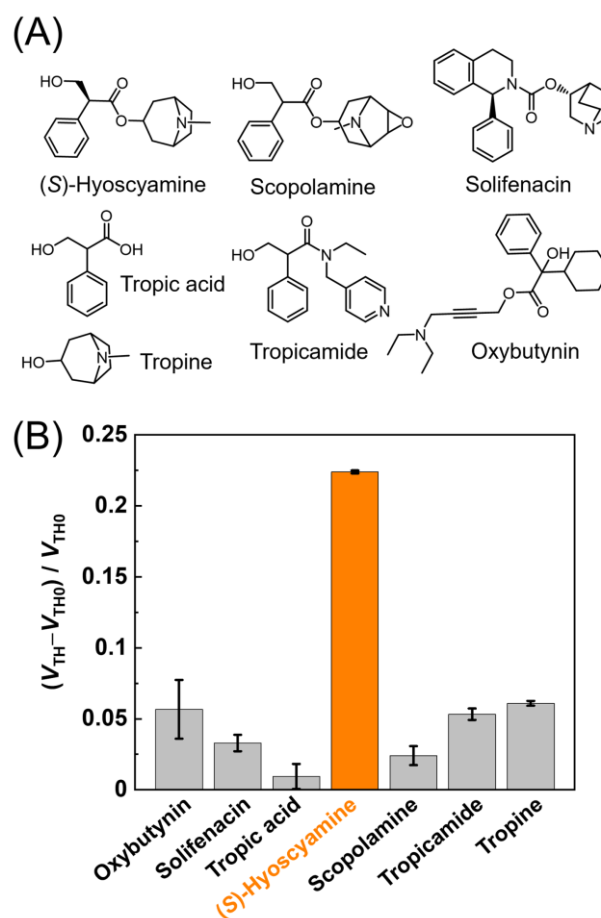 (A)
HO
O
O
N
(S)-Hyoscyamine
HO
O
O
N
O
Scopolamine
N
O
O
N
Solifenacin
HO
O
OH
Tropic acid
HO
N
Tropine
HO
O
N
N
Tropicamide
OH
O
O
N
Oxybutynin
(B)
0.25
0.2
0.15
0.1
0.05
0
(VTH−VTH0) / VTH0
Oxybutynin
Solifenacin
Tropic acid
(S)-Hyoscyamine
Scopolamine
Tropicamide
Tropine